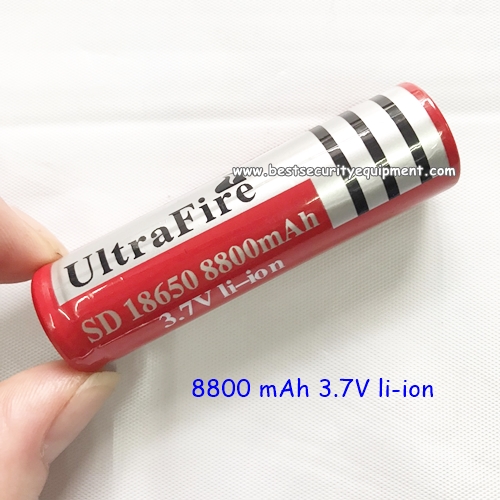 www.bestsecurityequipment.com
UltraFire
SD 18650 8800mAh
3.7V li-ion
8800 mAh 3.7V li-ion